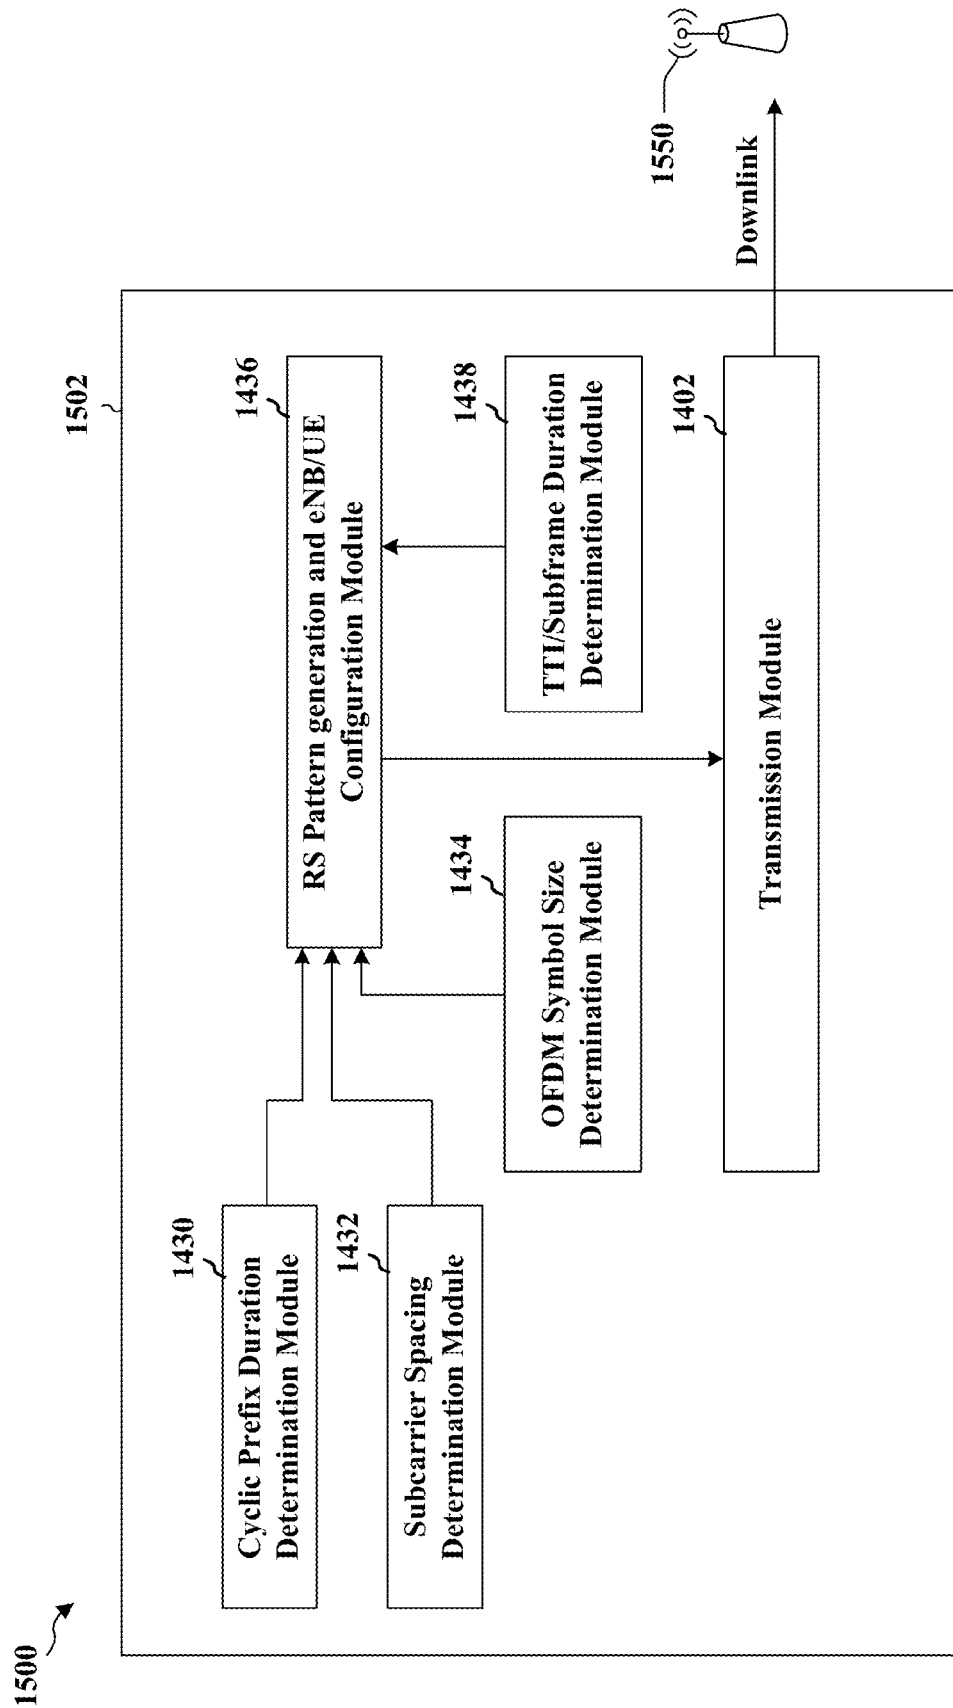 1500
1502
Cyclic Prefix Duration
Determination Module
1430
Subcarrier Spacing
Determination Module
1432
RS Pattern generation and eNB/UE
Configuration Module
1436
OFDM Symbol Size
Determination Module
1434
TTI/Subframe Duration
Determination Module
1438
Transmission Module
1402
Downlink
1550